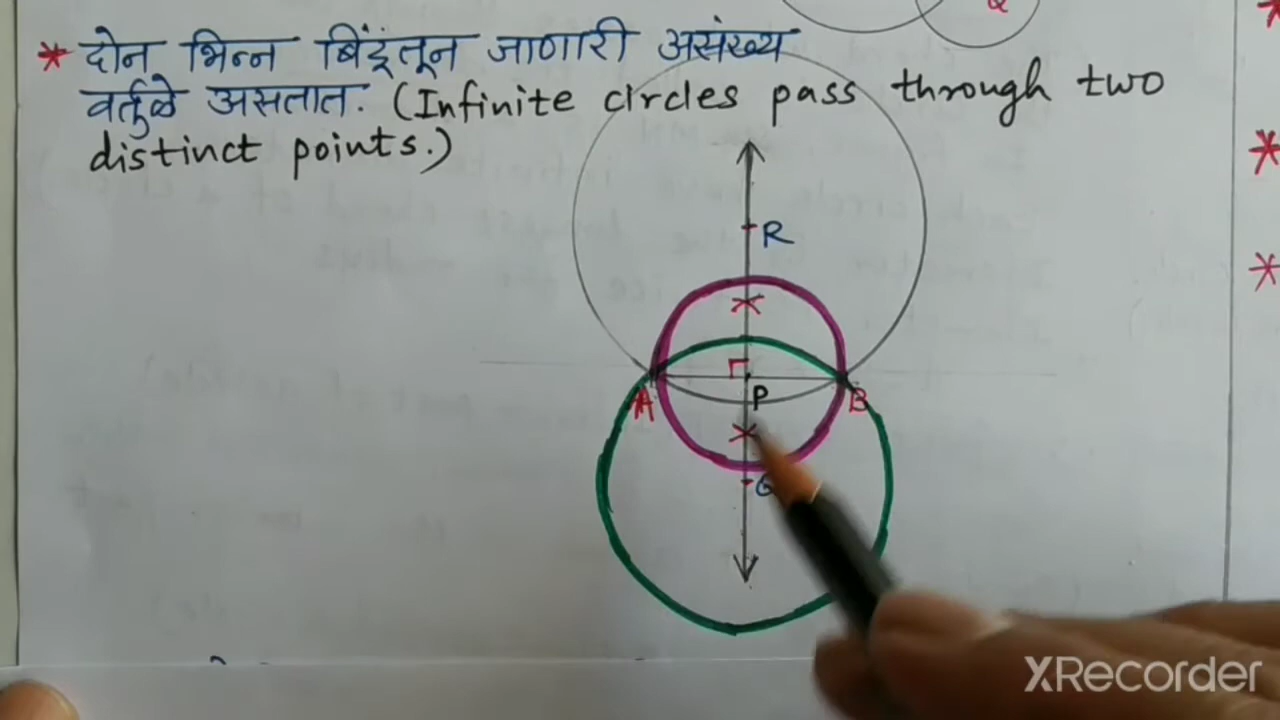 Q
* दोन भिन्न बिंदूंतून जाणारी असंख्य
वर्तुळे असतात. (Infinite circles pass through two
distinct points.)
R
A
P
B
Q
XRecorder